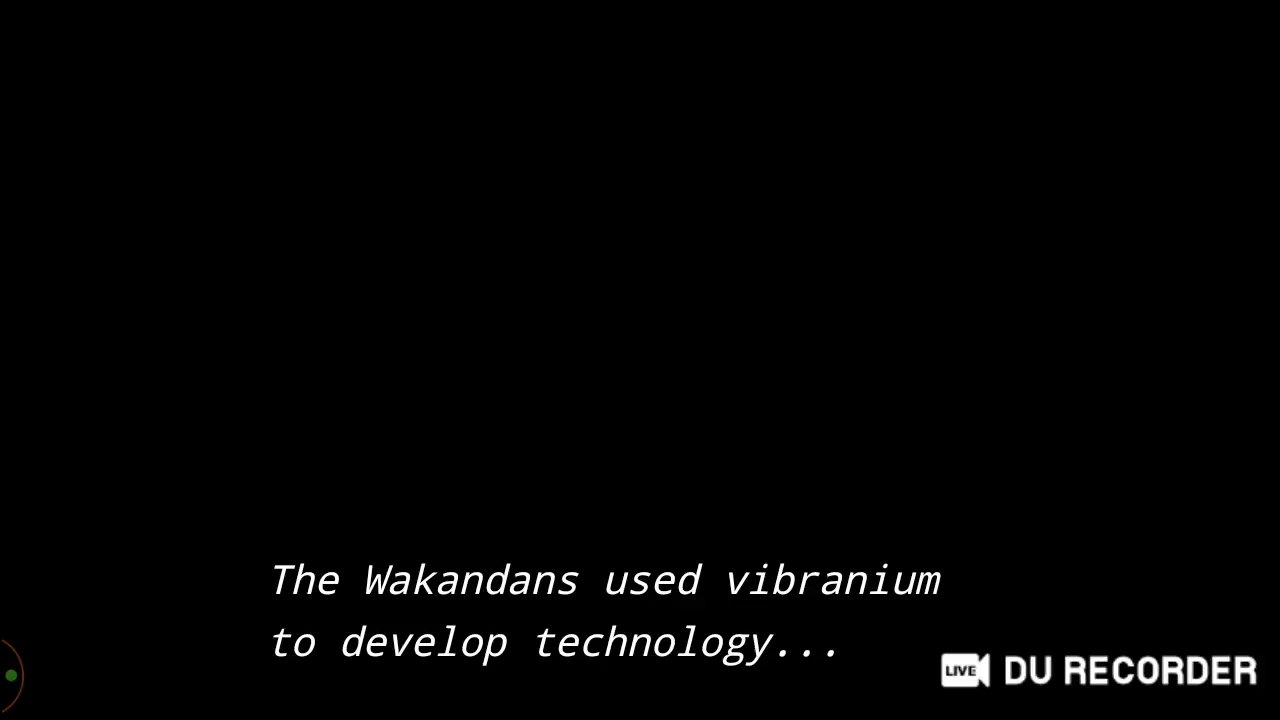 The Wakandans used vibranium
to develop technology...
LIVE DU RECORDER